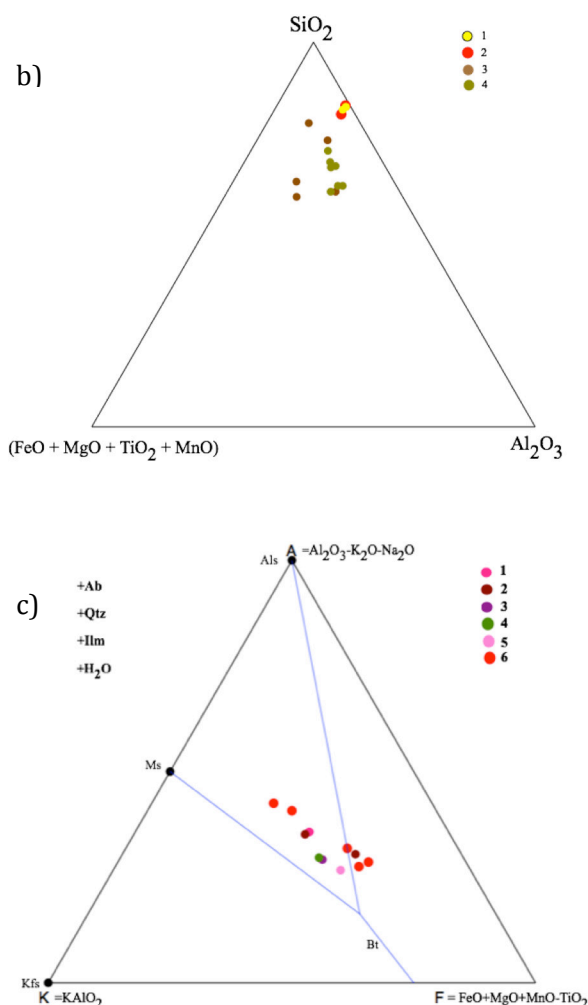 b)
SiO₂
1
2
3
4
(FeO + MgO + TiO₂ + MnO)
Al₂O₃
c)
A =Al₂O₃-K₂O-Na₂O
Als
+Ab
+Qtz
+Ilm
+H₂O
1
2
3
4
5
6
Ms
Bt
Kfs
K =KAlO₂
F = FeO+MgO+MnO-TiO₂